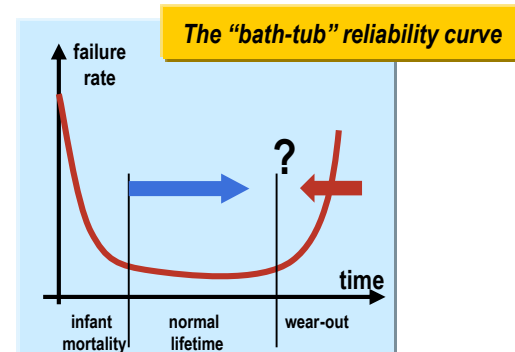 The “bath-tub” reliability curve
failure
rate
?
time
infant
mortality
normal
lifetime
wear-out